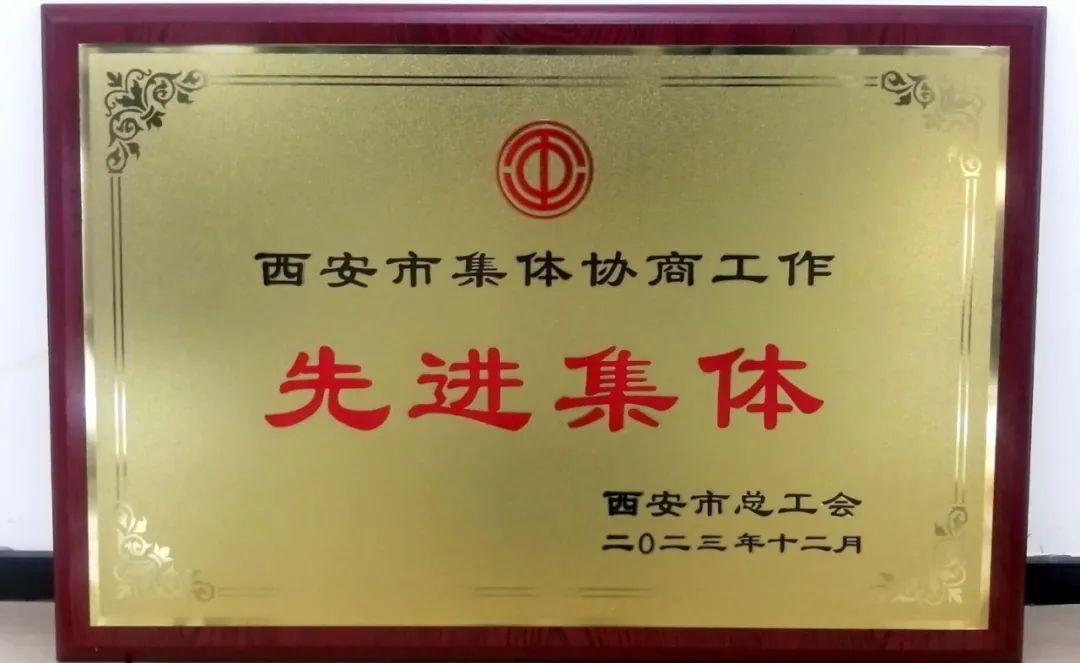 西安市集体协商工作
先进集体
西安市总工会
二〇二三年十二月